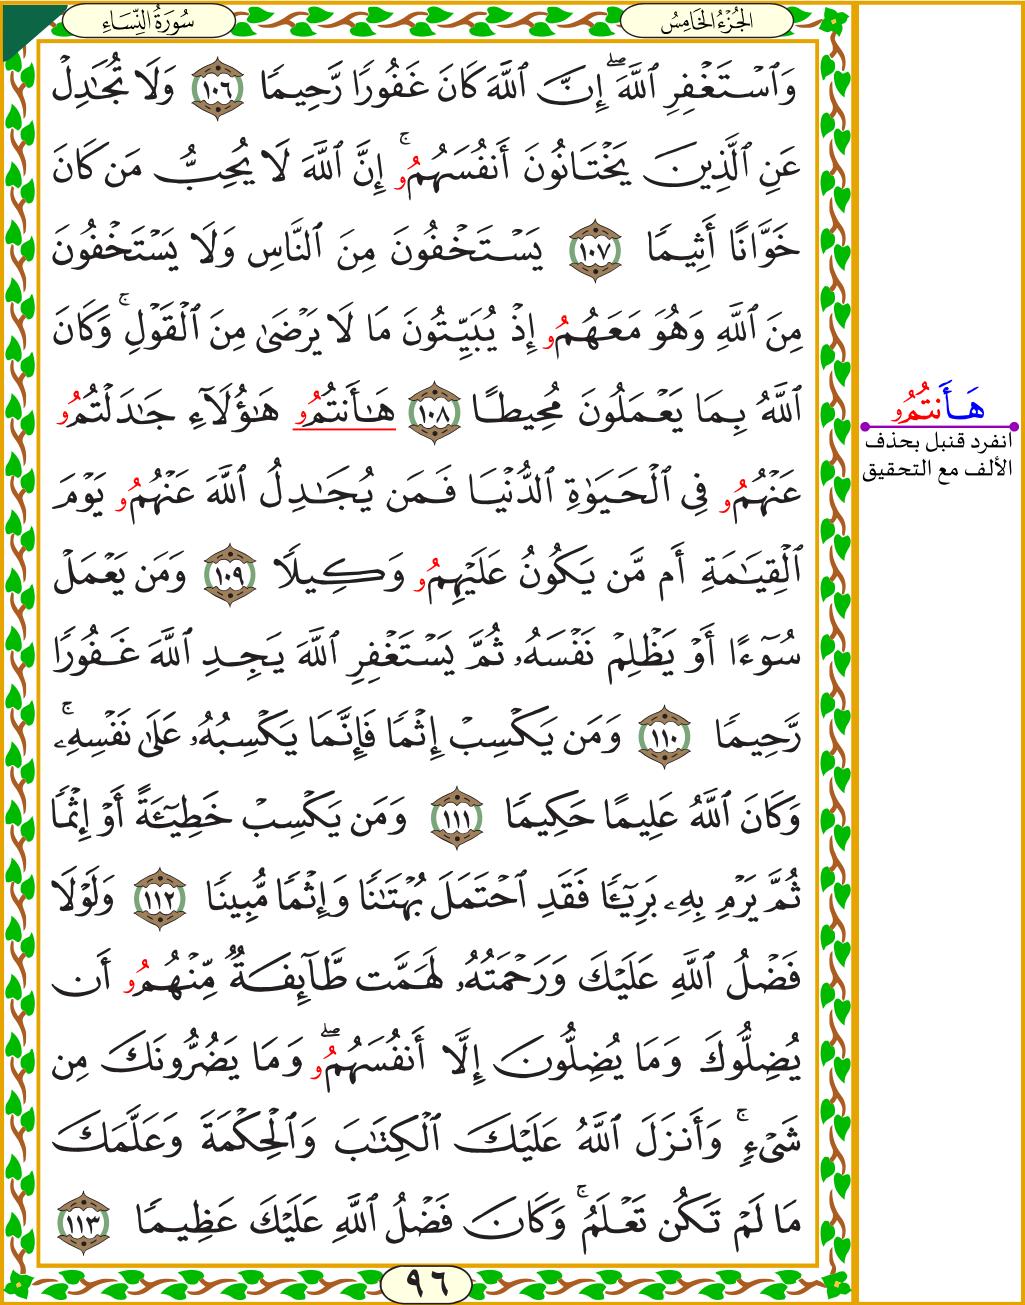 الجُزْءُ الخَامِسُ
سُورَةُ النِّسَاءِ
وَٱسْتَغْفِرِ ٱللَّهَۖ إِنَّ ٱللَّهَ كَانَ غَفُورًا رَّحِيمًا ١٠٦ وَلَا تُجَٰدِلْ
عَنِ ٱلَّذِينَ يَخْتَانُونَ أَنفُسَهُمُۥۚ إِنَّ ٱللَّهَ لَا يُحِبُّ مَن كَانَ
خَوَّانًا أَثِيمًا ١٠٧ يَسْتَخْفُونَ مِنَ ٱلنَّاسِ وَلَا يَسْتَخْفُونَ
مِنَ ٱللَّهِ وَهُوَ مَعَهُمُۥ إِذْ يُبَيِّتُونَ مَا لَا يَرْضَىٰ مِنَ ٱلْقَوْلِۚ وَكَانَ
ٱللَّهُ بِمَا يَعْمَلُونَ مُحِيطًا ١٠٨ هَٰأَنتُمُۥ هَٰؤُلَآءِ جَٰدَلْتُمُۥ
عَنْهُمُۥ فِي ٱلْحَيَوٰةِ ٱلدُّنْيَا فَمَن يُجَٰدِلُ ٱللَّهَ عَنْهُمُۥ يَوْمَ
ٱلْقِيَٰمَةِ أَم مَّن يَكُونُ عَلَيْهِمُۥ وَكِيلًا ١٠٩ وَمَن يَعْمَلْ
سُوٓءًا أَوْ يَظْلِمْ نَفْسَهُۥ ثُمَّ يَسْتَغْفِرِ ٱللَّهَ يَجِدِ ٱللَّهَ غَفُورًا
رَّحِيمًا ١١٠ وَمَن يَكْسِبْ إِثْمًا فَإِنَّمَا يَكْسِبُهُۥ عَلَىٰ نَفْسِهِۦۚ
وَكَانَ ٱللَّهُ عَلِيمًا حَكِيمًا ١١١ وَمَن يَكْسِبْ خَطِيٓـَٔةً أَوْ إِثْمًا
ثُمَّ يَرْمِ بِهِۦ بَرِيٓـًٔا فَقَدِ ٱحْتَمَلَ بُهْتَٰنًا وَإِثْمًا مُّبِينًا ١١٢ وَلَوْلَا
فَضْلُ ٱللَّهِ عَلَيْكَ وَرَحْمَتُهُۥ لَهَمَّت طَّآئِفَةٌ مِّنْهُمُۥ أَن
يُضِلُّوكَ وَمَا يُضِلُّونَ إِلَّا أَنفُسَهُمُۥۖ وَمَا يَضُرُّونَكَ مِن
شَيْءٍۚ وَأَنزَلَ ٱللَّهُ عَلَيْكَ ٱلْكِتَٰبَ وَٱلْحِكْمَةَ وَعَلَّمَكَ
مَا لَمْ تَكُن تَعْلَمُۚ وَكَانَ فَضْلُ ٱللَّهِ عَلَيْكَ عَظِيمًا ١١٣
هَٰأَنتُمُۥ
انفرد قنبل بحذف
الألف مع التحقيق
٩٦